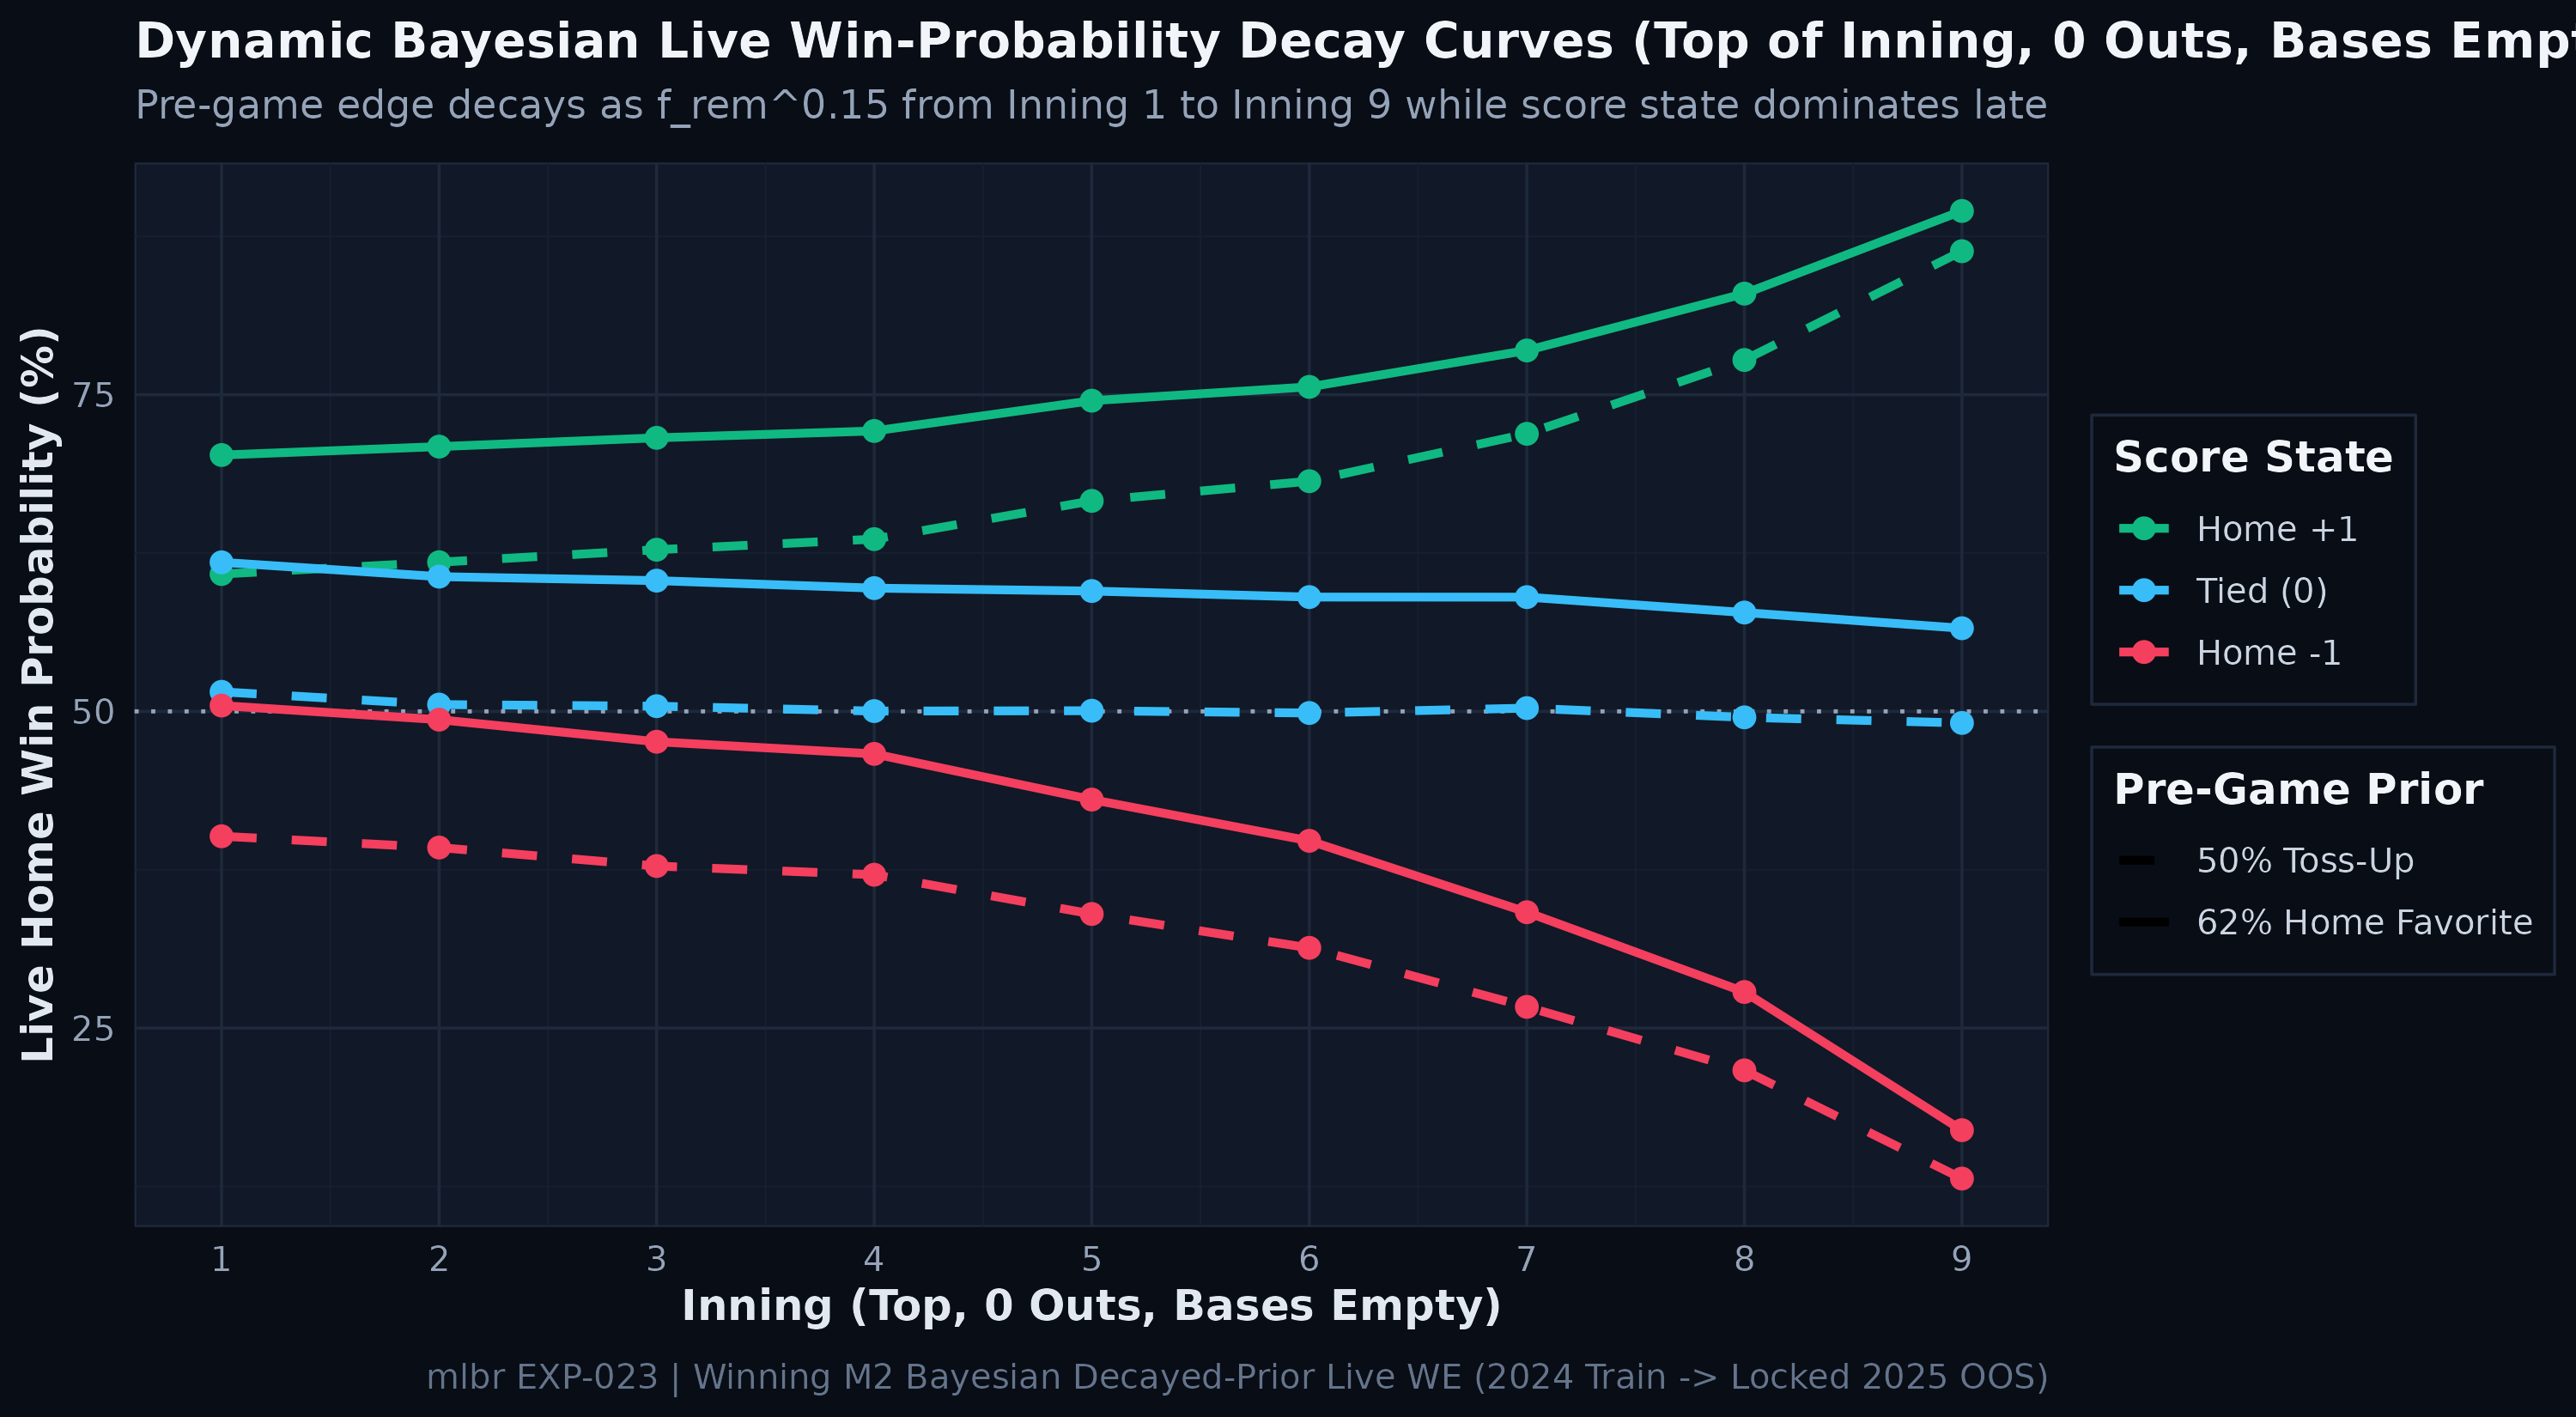 Dynamic Bayesian Live Win-Probability Decay Curves (Top of Inning, 0 Outs, Bases Empt
Pre-game edge decays as f_rem^0.15 from Inning 1 to Inning 9 while score state dominates late
Live Home Win Probability (%)
75
50
25
1 2 3 4 5 6 7 8 9
Inning (Top, 0 Outs, Bases Empty)
Score State
Home +1
Tied (0)
Home -1
Pre-Game Prior
50% Toss-Up
62% Home Favorite
mlbr EXP-023 | Winning M2 Bayesian Decayed-Prior Live WE (2024 Train -> Locked 2025 OOS)